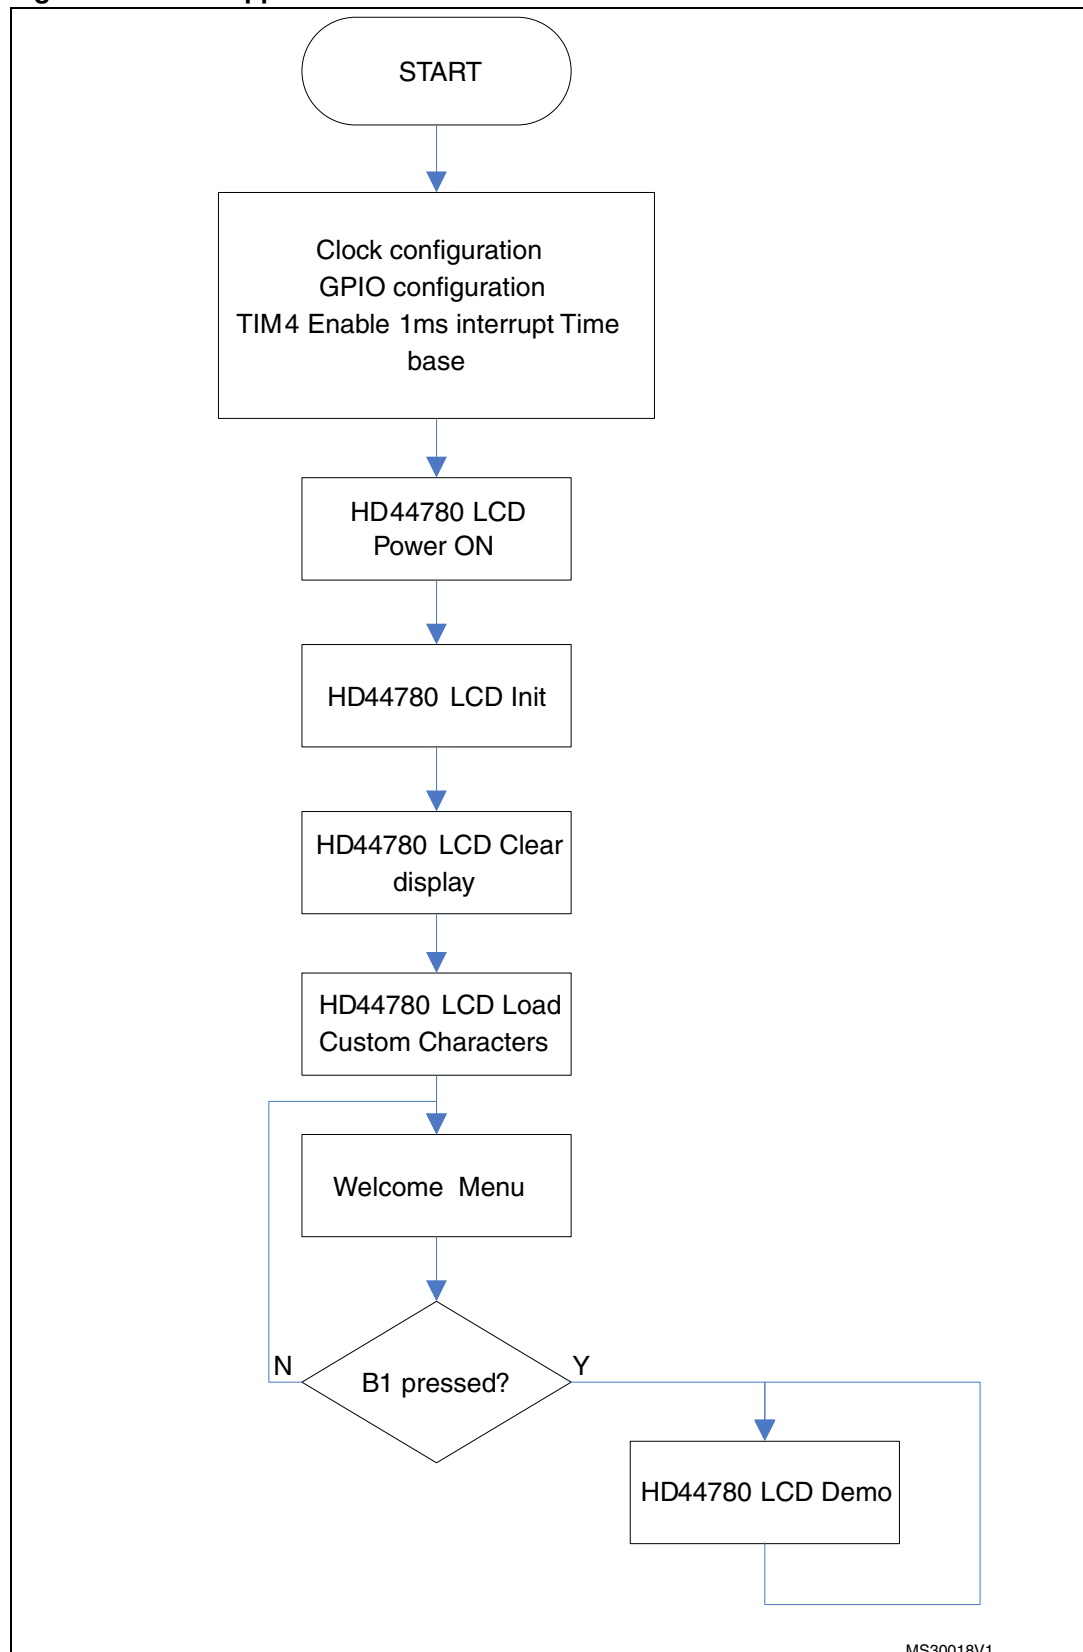 START
Clock configuration
GPIO configuration
TIM4 Enable 1ms interrupt Time
base
HD44780 LCD
Power ON
HD44780 LCD Init
HD44780 LCD Clear
display
HD44780 LCD Load
Custom Characters
Welcome Menu
N
B1 pressed?
Y
HD44780 LCD Demo
MS30018V1